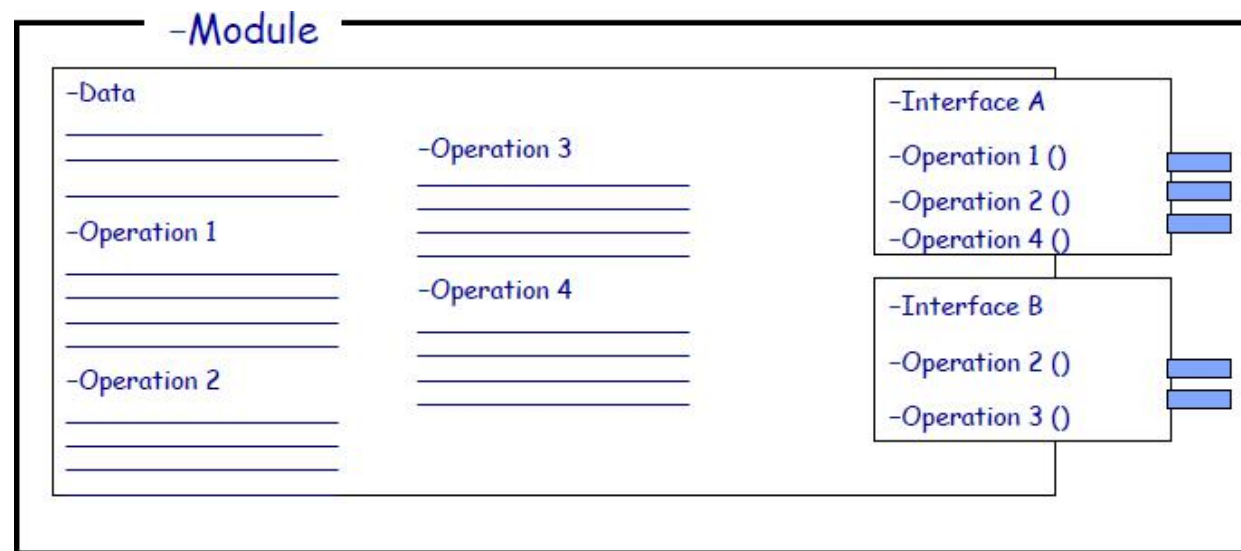 –Module
–Data
–Operation 1
–Operation 2
–Operation 3
–Operation 4
–Interface A
–Operation 1 ()
–Operation 2 ()
–Operation 4 ()
–Interface B
–Operation 2 ()
–Operation 3 ()